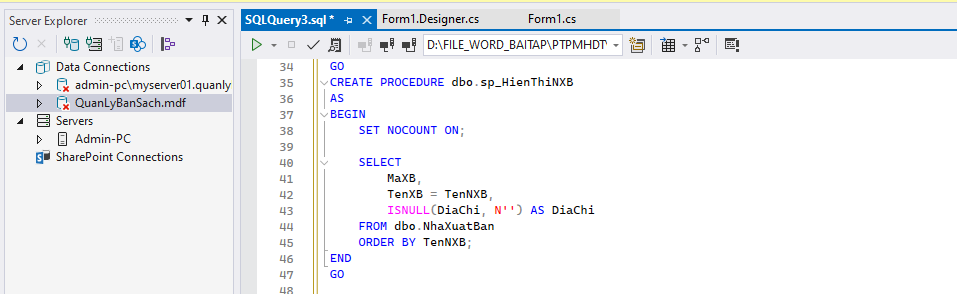 Server Explorer
Data Connections
admin-pc\myserver01.quanly
QuanLyBanSach.mdf
Servers
Admin-PC
SharePoint Connections
SQLQuery3.sql *
Form1.Designer.cs
Form1.cs
D:\FILE_WORD_BAITAP\PTPMHDT\
34 GO
35 CREATE PROCEDURE dbo.sp_HienThiNXB
36 AS
37 BEGIN
38 SET NOCOUNT ON;
39
40 SELECT
41 MaXB,
42 TenXB = TenNXB,
43 ISNULL(DiaChi, N'') AS DiaChi
44 FROM dbo.NhaXuatBan
45 ORDER BY TenNXB;
46 END
47 GO
48